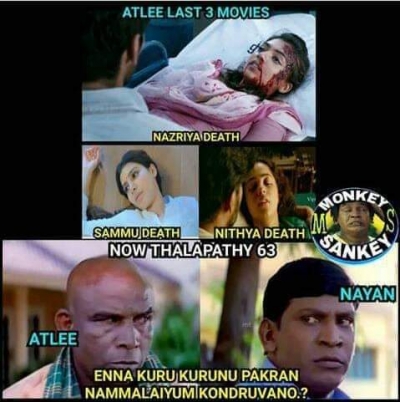 ATLEE LAST 3 MOVIES
NAZRIYA DEATH
SAMMU DEATH
NITHYA DEATH
MONKEY
M S
SANKEY
NOW THALAPATHY 63
NAYAN
ATLEE
ENNA KURU KURUNU PAKRAN
NAMMALAIYUM KONDRUVANO.?